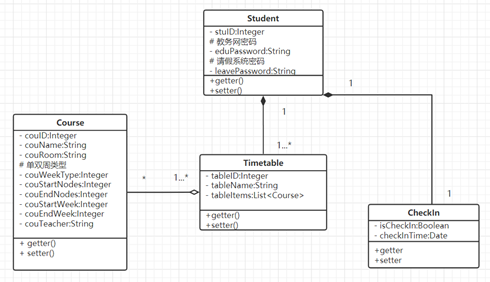 Student
- stuID:Integer
# 教务网密码
- eduPassword:String
# 请假系统密码
- leavePassword:String
+getter()
+setter()
1
1
1...*
1
Course
- couID:Integer
- couName:String
- couRoom:String
# 单双周类型
- couWeekType:Integer
- couStartNodes:Integer
- couEndNodes:Integer
- couStartWeek:Integer
- couEndWeek:Integer
- couTeacher:String
+ getter()
+ setter()
*
1...*
Timetable
- tableID:Integer
- tableName:String
- tableItems:List<Course>
+getter()
+setter()
CheckIn
- isCheckIn:Boolean
- checkInTime:Date
+getter
+setter